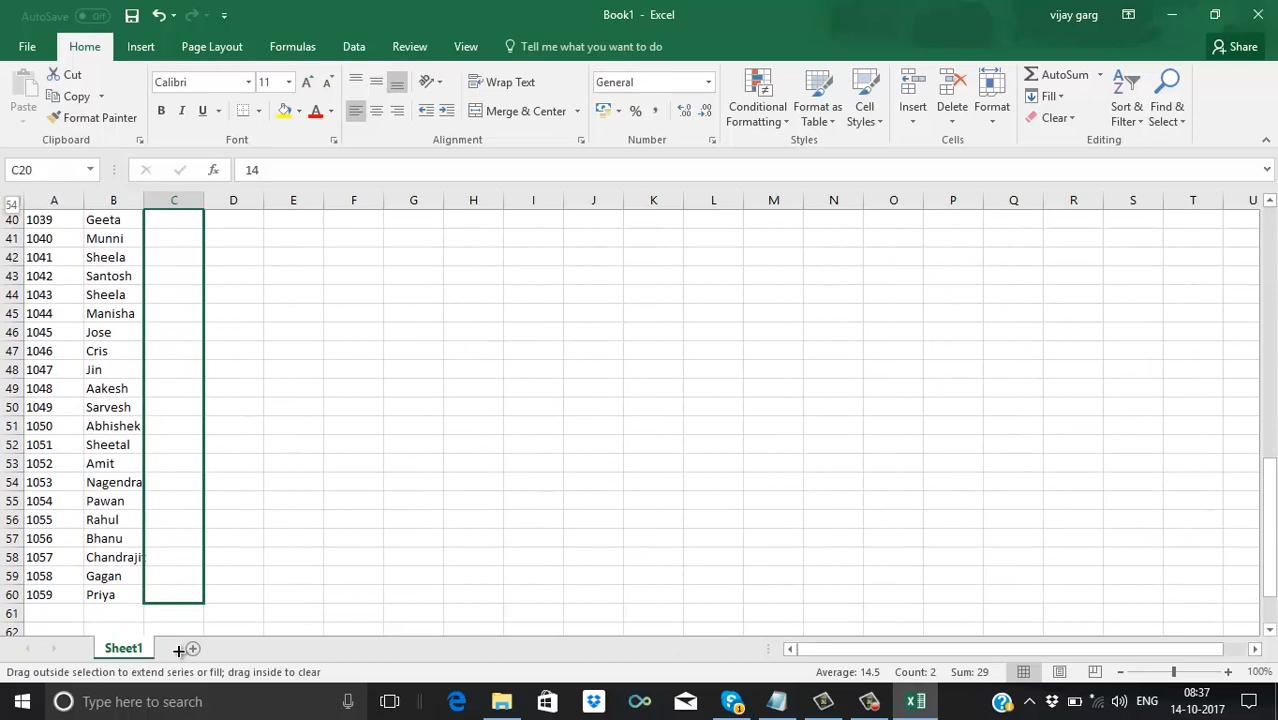 AutoSave Off Book1 - Excel vijay garg
File Home Insert Page Layout Formulas Data Review View Tell me what you want to do Share
Paste
Cut
Copy
Format Painter
Clipboard
Calibri 11
B I U
Font
Wrap Text
Merge & Center
Alignment
General
% ,
Number
Conditional Formatting
Format as Table
Cell Styles
Styles
Insert Delete Format
Cells
AutoSum
Fill
Clear
Sort & Filter
Find & Select
Editing
C20 fx 14
54 A B C D E F G H I J K L M N O P Q R S T U
40 1039 Geeta
41 1040 Munni
42 1041 Sheela
43 1042 Santosh
44 1043 Sheela
45 1044 Manisha
46 1045 Jose
47 1046 Cris
48 1047 Jin
49 1048 Aakesh
50 1049 Sarvesh
51 1050 Abhishek
52 1051 Sheetal
53 1052 Amit
54 1053 Nagendra
55 1054 Pawan
56 1055 Rahul
57 1056 Bhanu
58 1057 Chandrajit
59 1058 Gagan
60 1059 Priya
61
62
Sheet1
Drag outside selection to extend series or fill; drag inside to clear Average: 14.5 Count: 2 Sum: 29 100%
Type here to search ENG 08:37
14-10-2017